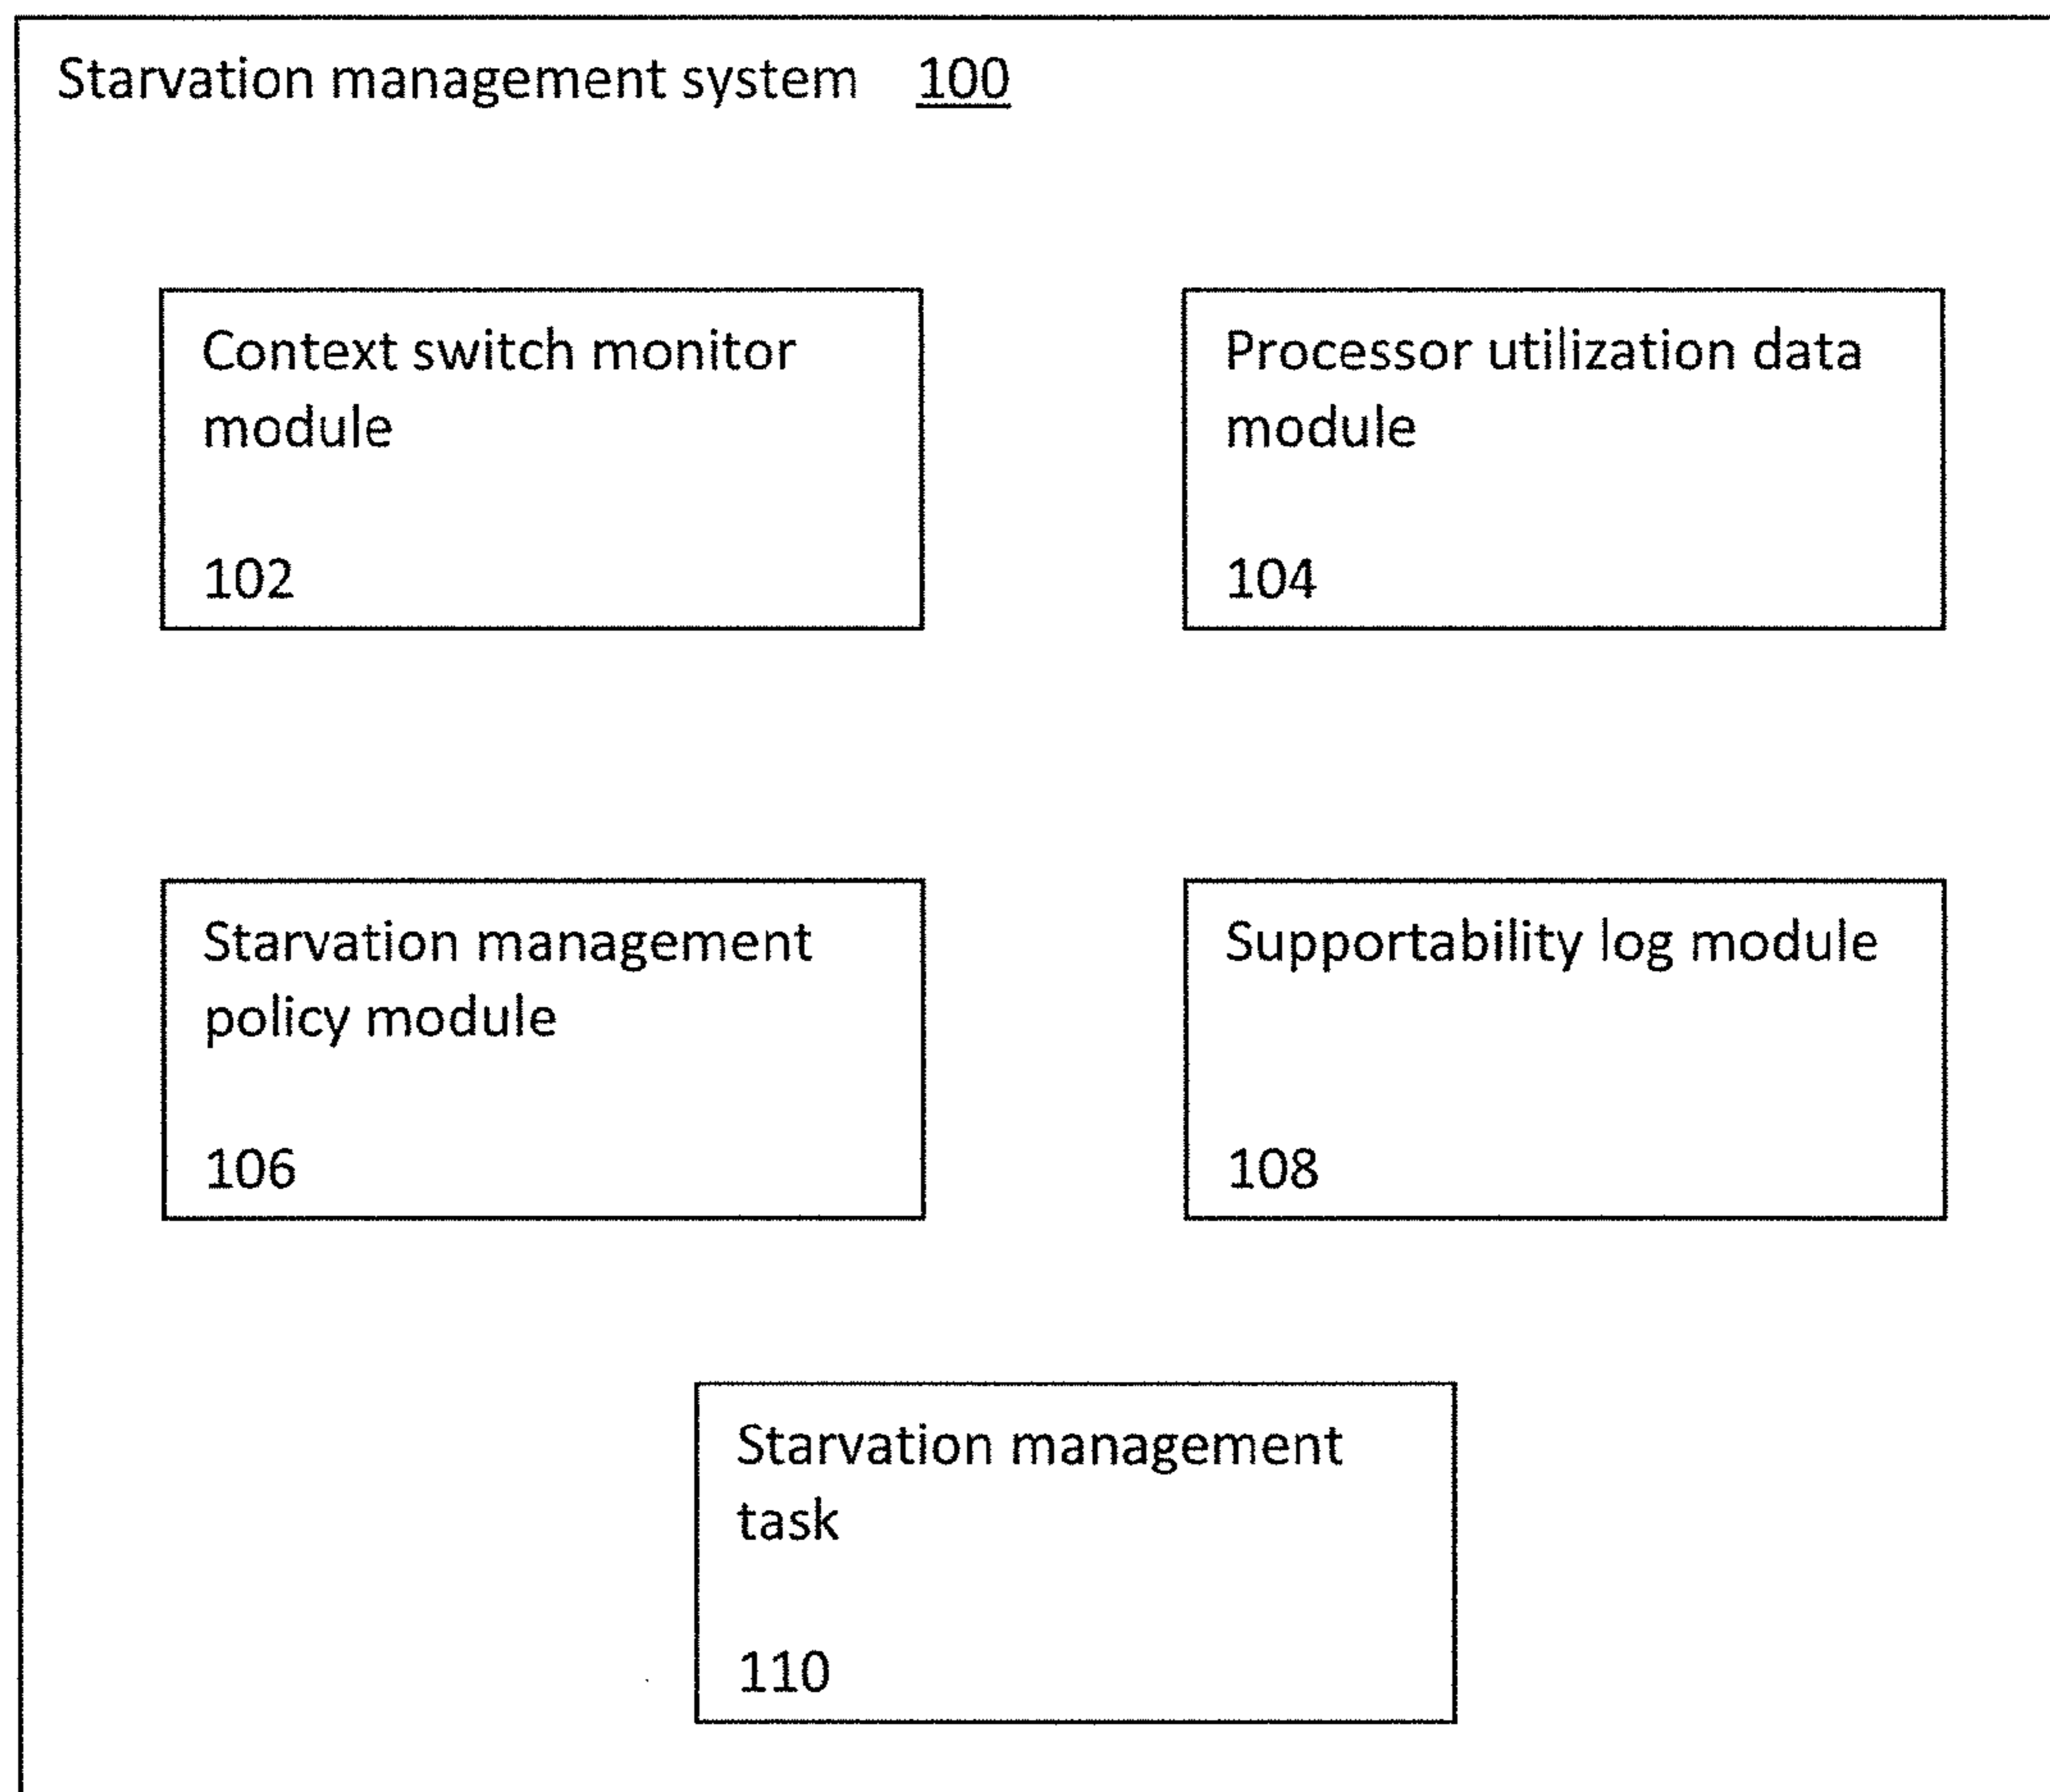 Starvation management system 100
Context switch monitor
module
102
Processor utilization data
module
104
Starvation management
policy module
106
Supportability log module
108
Starvation management
task
110